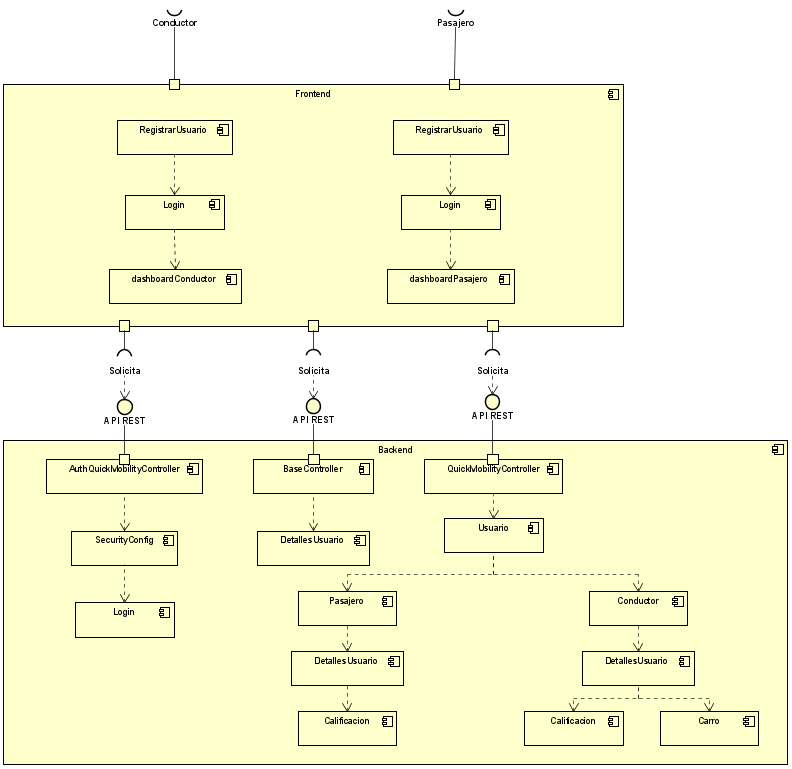 Conductor
Pasajero
Frontend
RegistrarUsuario
RegistrarUsuario
Login
Login
dashboardConductor
dashboardPasajero
Solicita
Solicita
Solicita
API REST
API REST
API REST
Backend
AuthQuickMobilityController
BaseController
QuickMobilityController
SecurityConfig
DetallesUsuario
Usuario
Login
Pasajero
Conductor
DetallesUsuario
DetallesUsuario
Calificacion
Calificacion
Carro